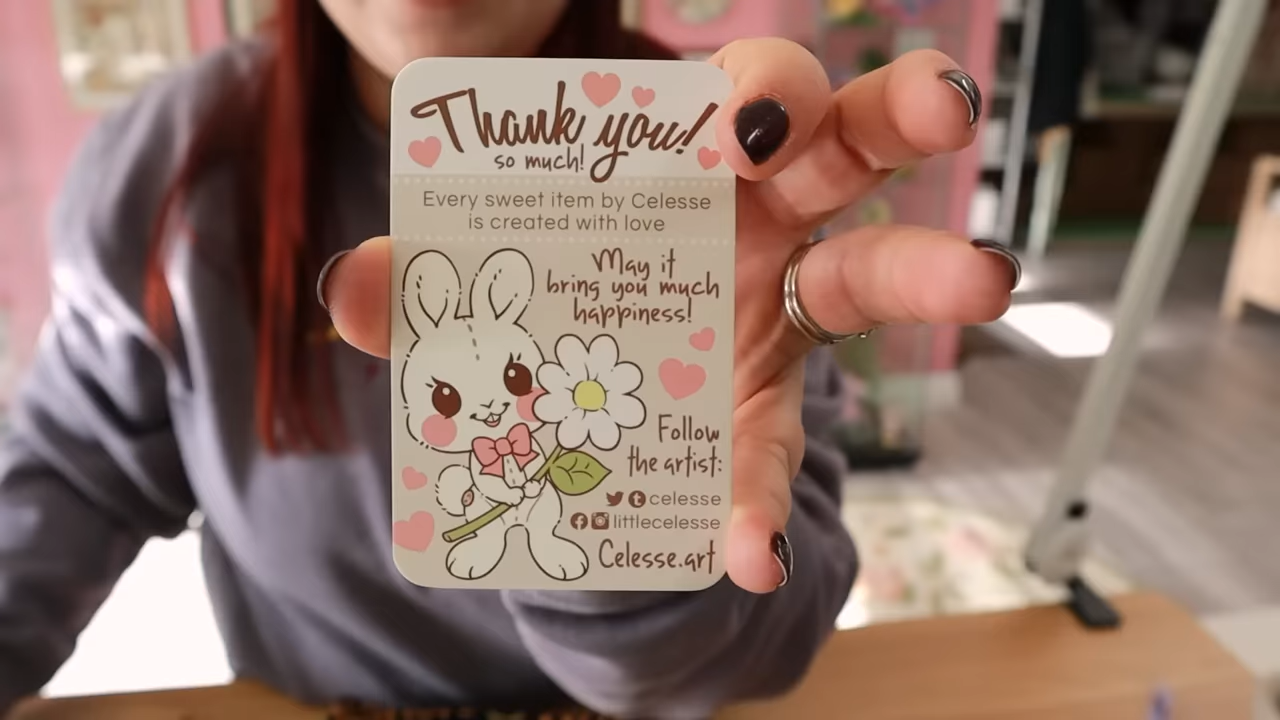 Thank you!
so much!
Every sweet item by Celesse
is created with love
May it
bring you much
happiness!
Follow
the artist:
celesse
littlecelesse
Celesse.art